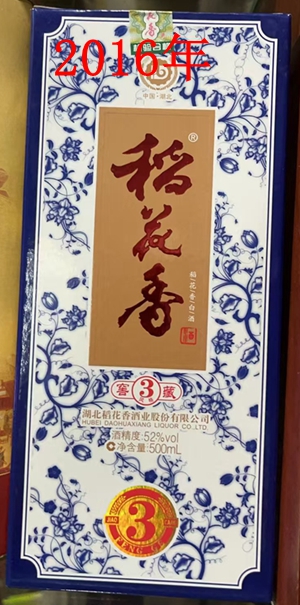 2016年
中国·湖北
稻花香
®
稻花香白酒
窖3藏
湖北稻花香酒业股份有限公司
HUBEI DAOHUAXIANG LIQUOR CO.,LTD.
酒精度:52%vol
净含量:500mL
3